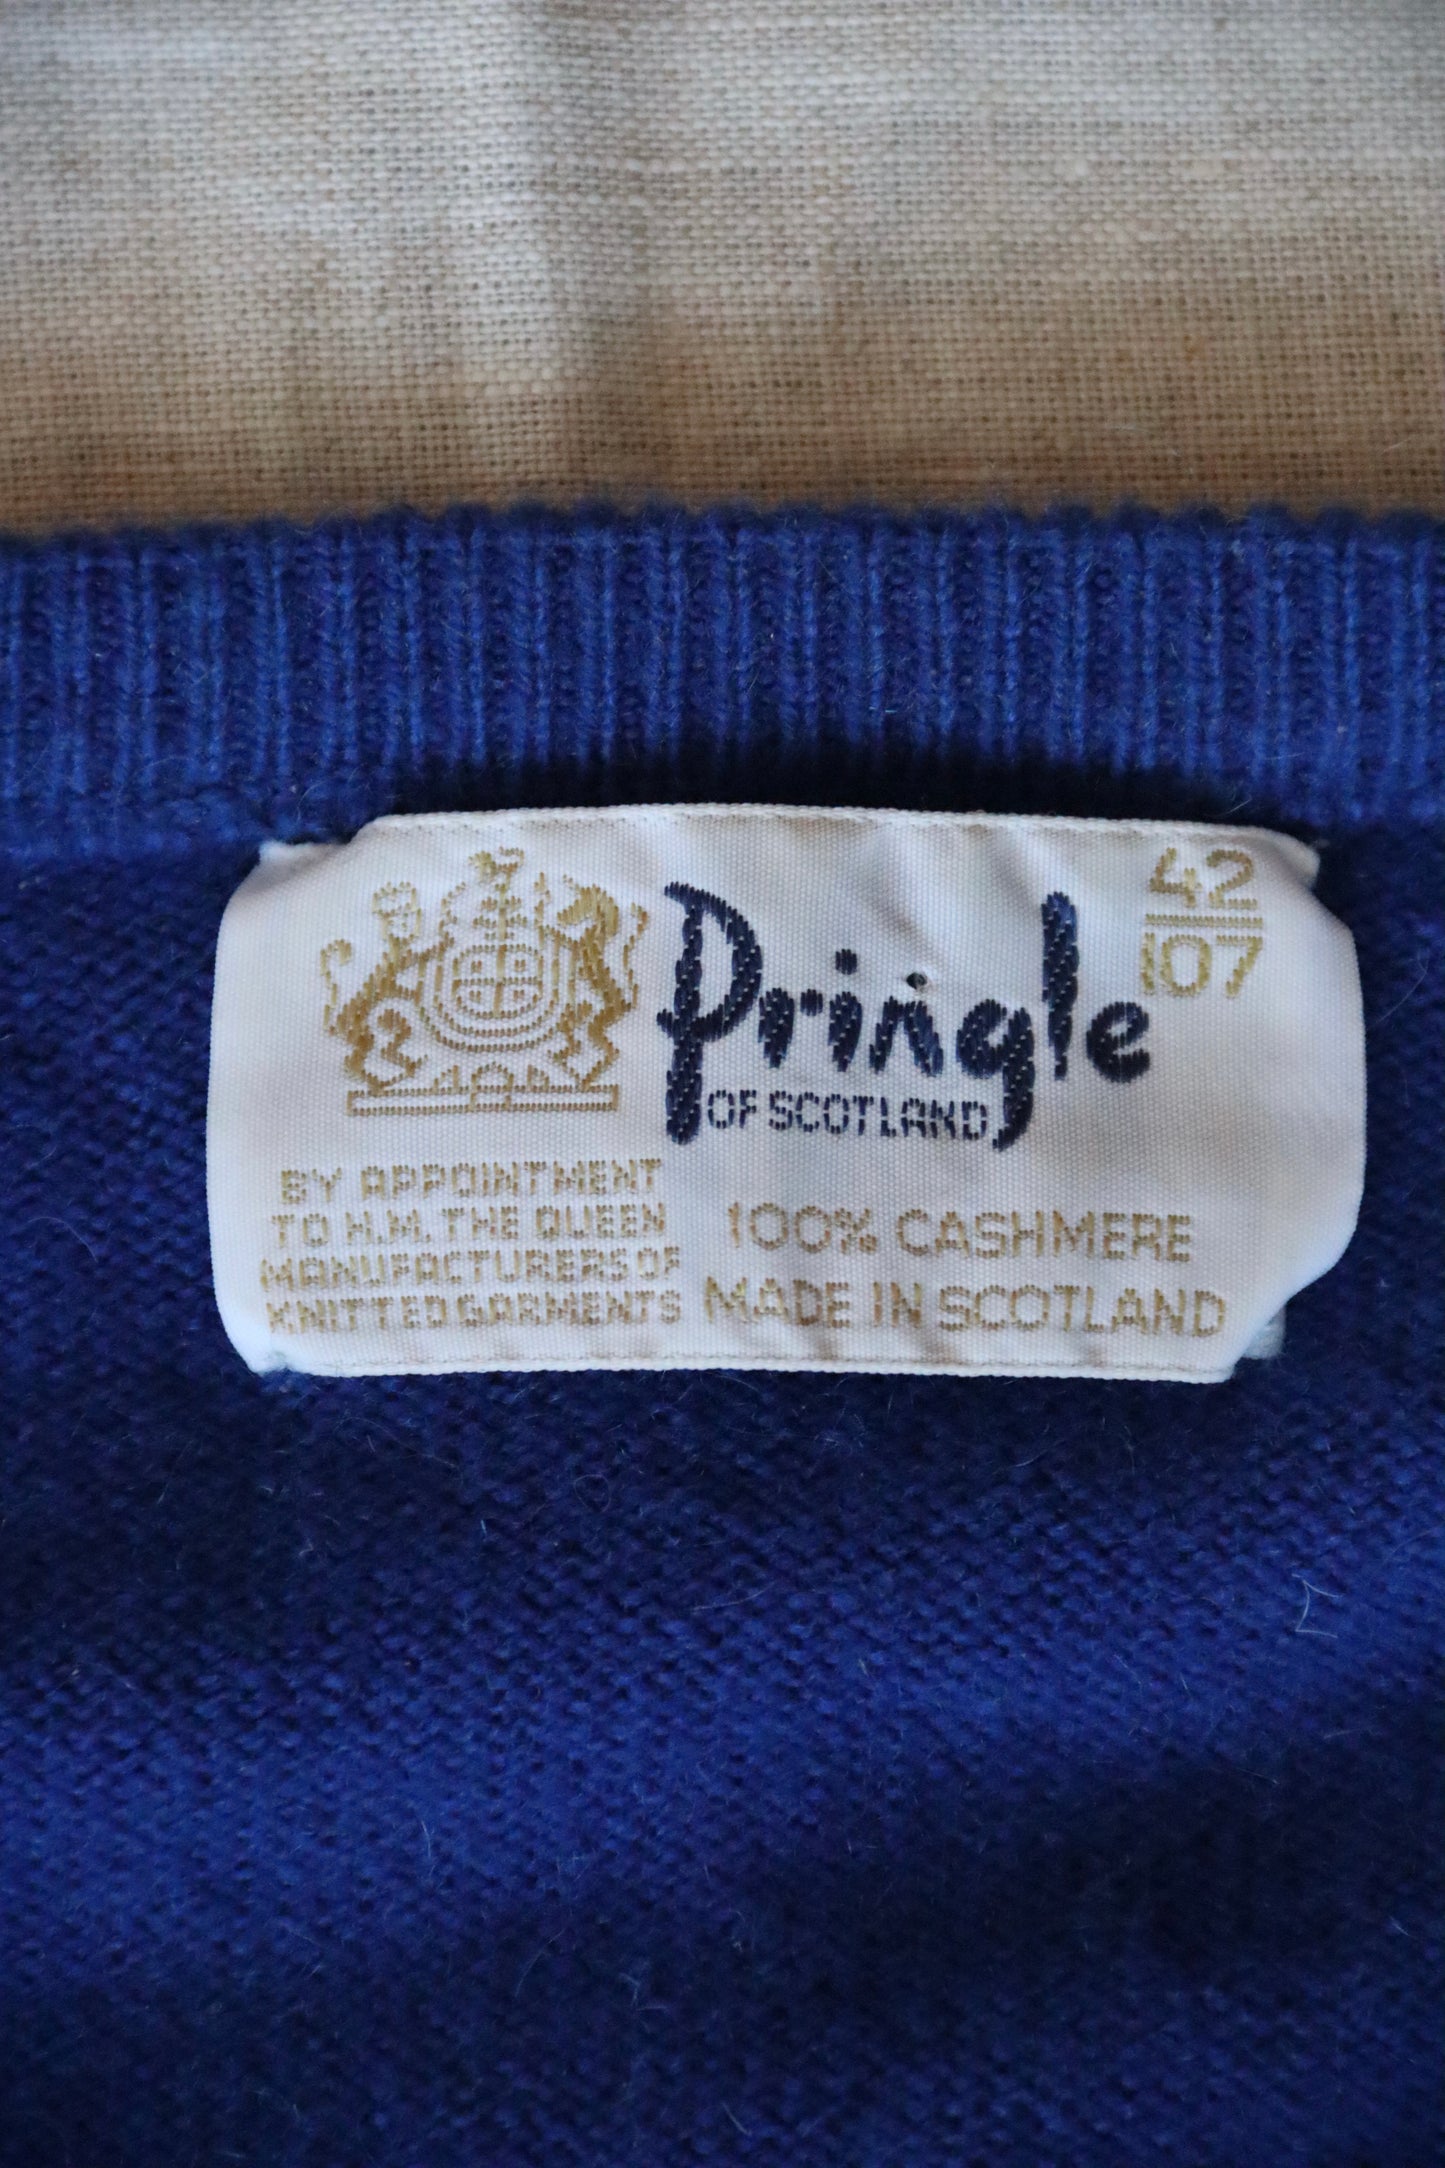 42
107
Pringle
OF SCOTLAND
BY APPOINTMENT
TO H.M. THE QUEEN
MANUFACTURERS OF
KNITTED GARMENTS
100% CASHMERE
MADE IN SCOTLAND